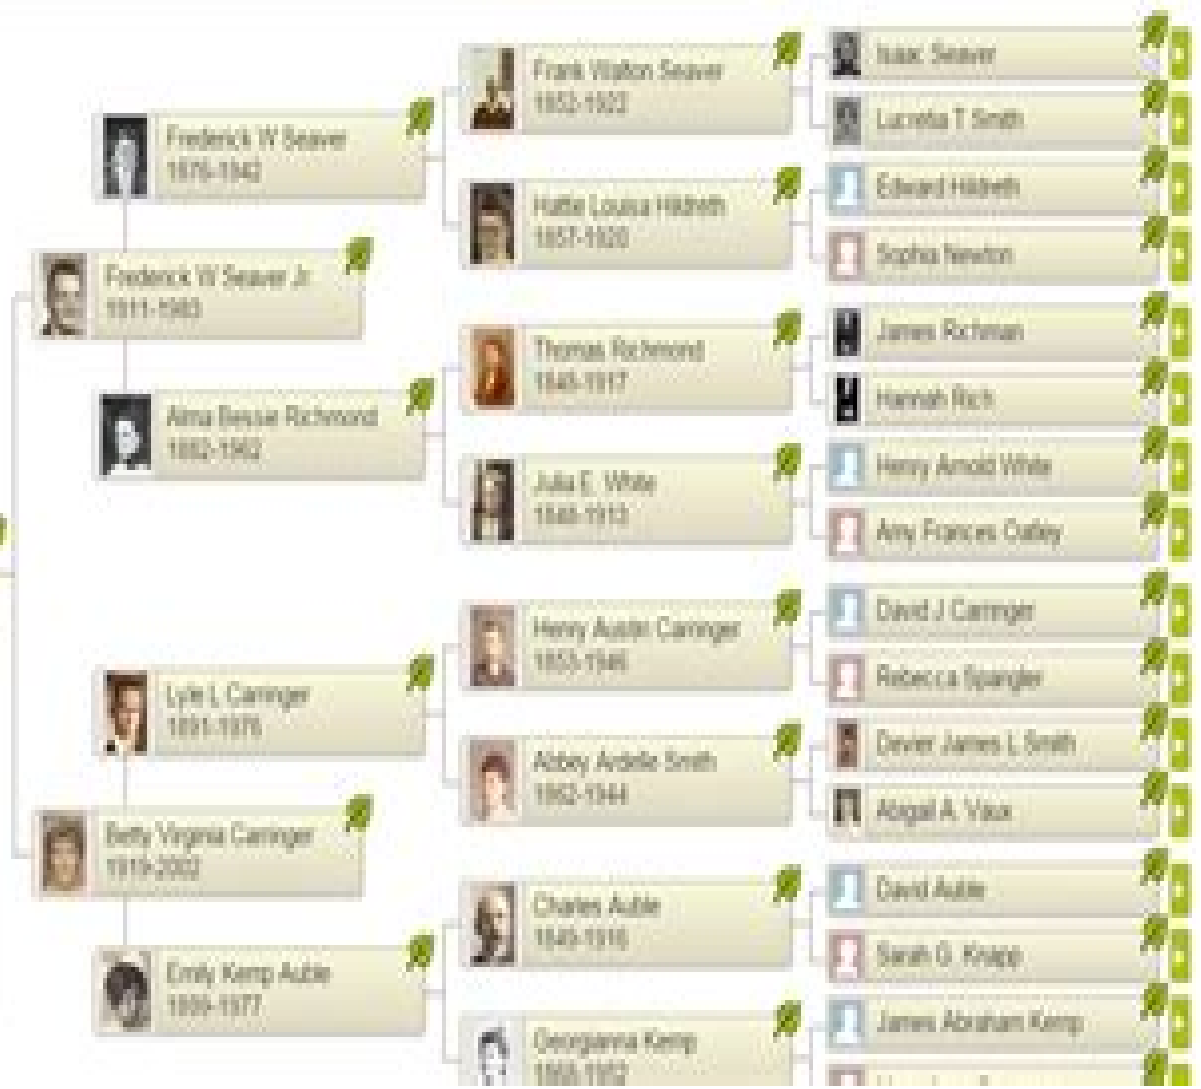 Frank Walton Seaver
1852-1922
Isaac Seaver
Lucretia T Smith
Frederick W Seaver
1876-1942
Hattie Louisa Hildreth
1857-1920
Edward Hildreth
Sophia Newton
Frederick W Seaver Jr.
1911-1983
Thomas Richmond
1848-1917
James Richman
Hannah Rich
Alma Bessie Richmond
1882-1962
Julia E. White
1848-1913
Henry Arnold White
Amy Frances Oatley
Henry Austin Carringer
1853-1946
David J Carringer
Rebecca Spangler
Lyle L Carringer
1891-1976
Abbey Ardelle Smith
1862-1944
Devier James L Smith
Abigail A. Vaux
Betty Virginia Carringer
1919-2002
Charles Auble
1849-1916
David Auble
Sarah G. Knapp
Emily Kemp Auble
1899-1977
Georgianna Kemp
1868-1952
James Abraham Kemp